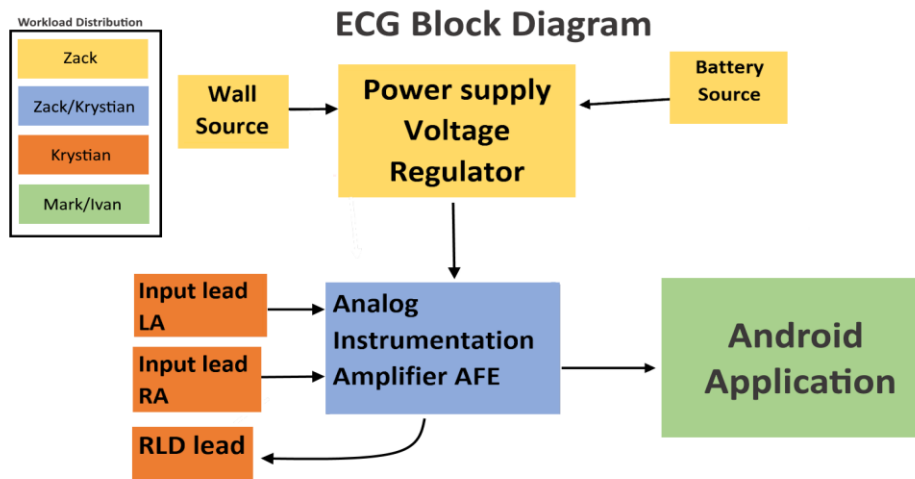 Workload Distribution
Zack
Zack/Krystian
Krystian
Mark/Ivan
ECG Block Diagram
Wall
Source
Power supply
Voltage
Regulator
Battery
Source
Input lead
LA
Input lead
RA
RLD lead
Analog
Instrumentation
Amplifier AFE
Android
Application